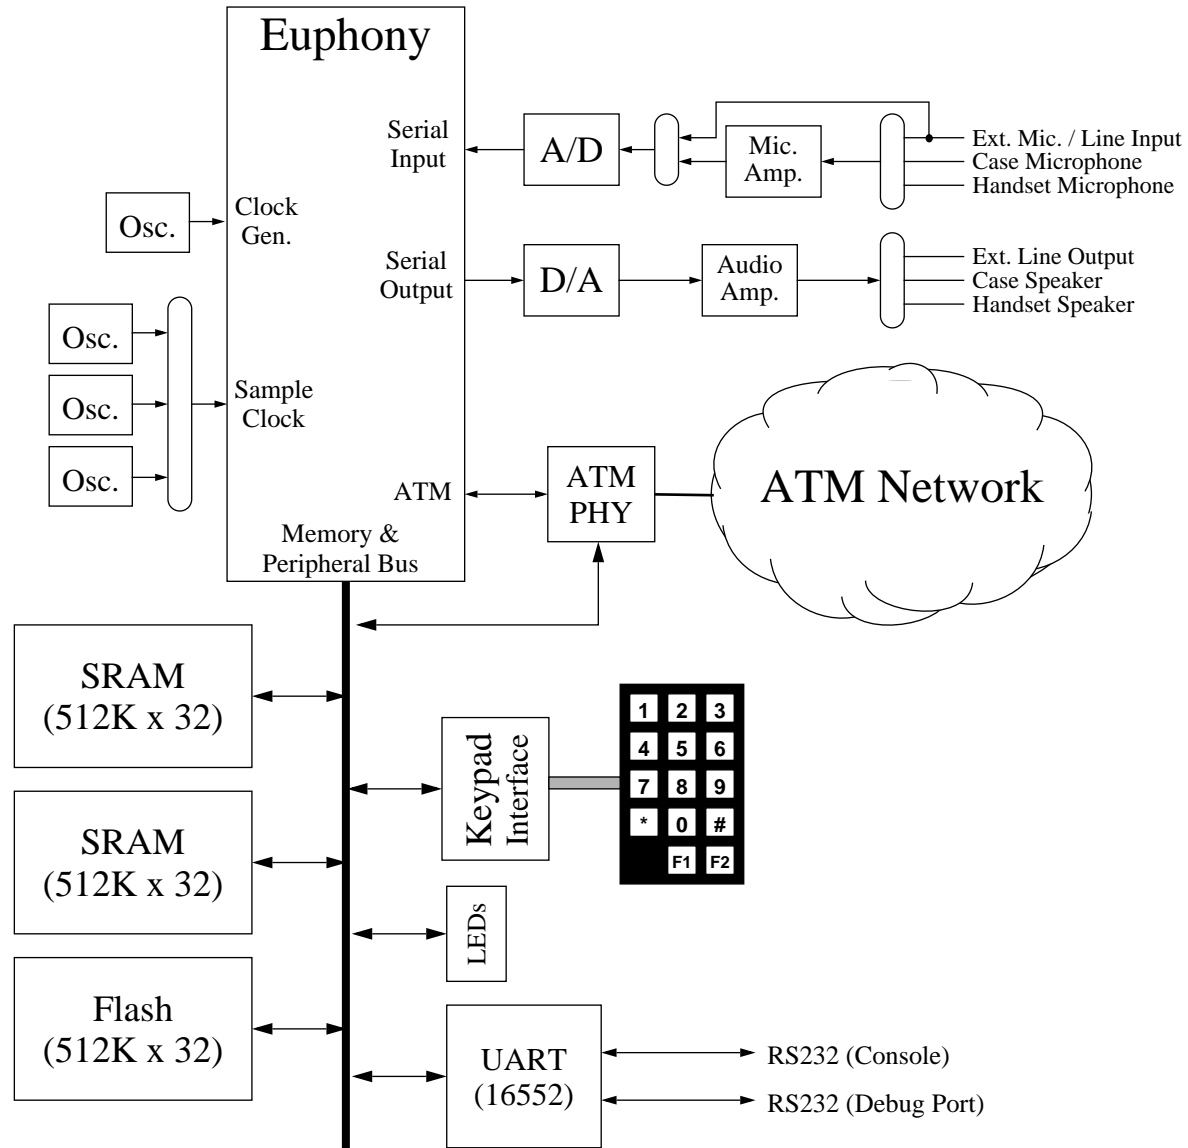 Euphony
Serial
Input
A/D
Mic.
Amp.
Ext. Mic. / Line Input
Case Microphone
Handset Microphone
Osc.
Clock
Gen.
Serial
Output
D/A
Audio
Amp.
Ext. Line Output
Case Speaker
Handset Speaker
Osc.
Osc.
Osc.
Sample
Clock
ATM
ATM
PHY
ATM Network
Memory &
Peripheral Bus
SRAM
(512K x 32)
Keypad
Interface
1 2 3
4 5 6
7 8 9
* 0 #
F1 F2
SRAM
(512K x 32)
LEDs
Flash
(512K x 32)
UART
(16552)
RS232 (Console)
RS232 (Debug Port)